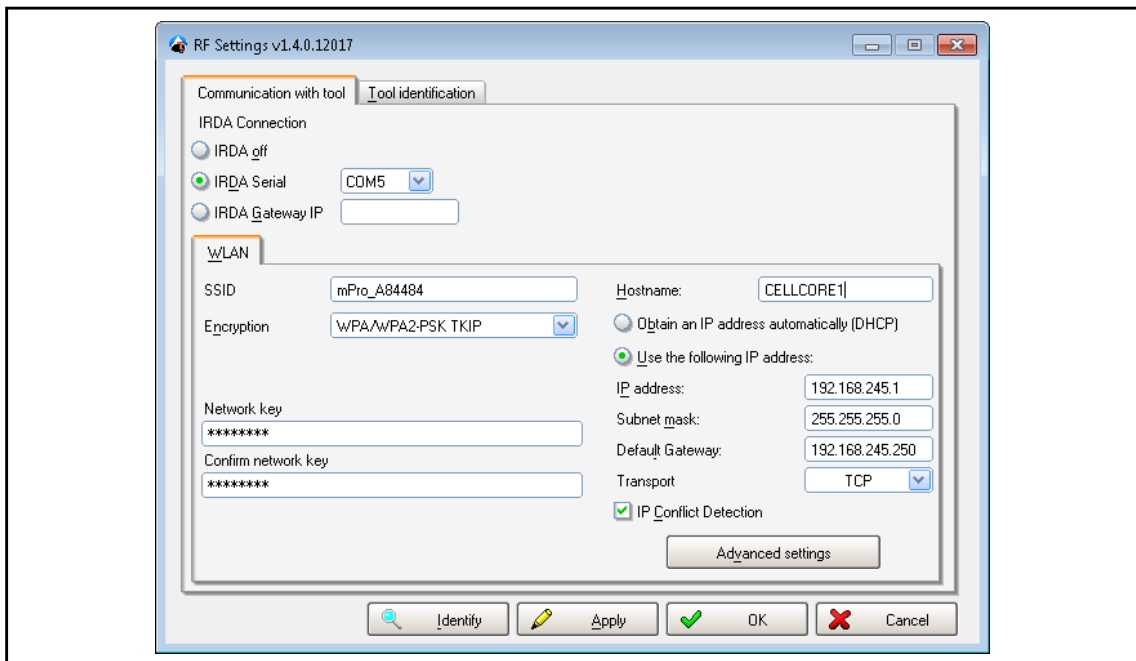 RF Settings v1.4.0.12017
Communication with tool Tool identification
IRDA Connection
IRDA off
IRDA Serial COM5
IRDA Gateway IP
WLAN
SSID mPro_A84484
Encryption WPA/WPA2-PSK TKIP
Network key
********
Confirm network key
********
Hostname: CELLCORE1
Obtain an IP address automatically (DHCP)
Use the following IP address:
IP address: 192.168.245.1
Subnet mask: 255.255.255.0
Default Gateway: 192.168.245.250
Transport TCP
IP Conflict Detection
Advanced settings
Identify Apply OK Cancel